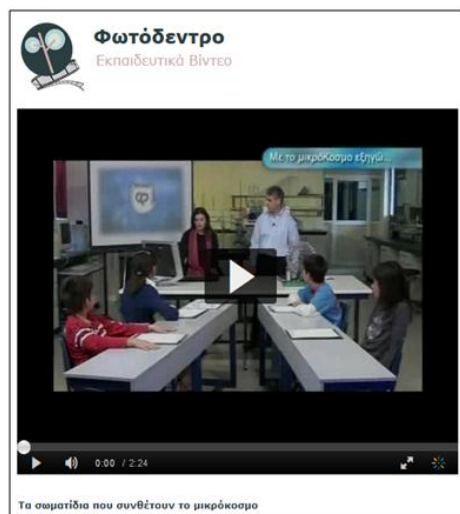 Φωτόδεντρο
Εκπαιδευτικά Βίντεο
Με το μικρόΚοσμο εξηγώ...
φ
0:00 / 2:24
Τα σωματίδια που συνθέτουν το μικρόκοσμο